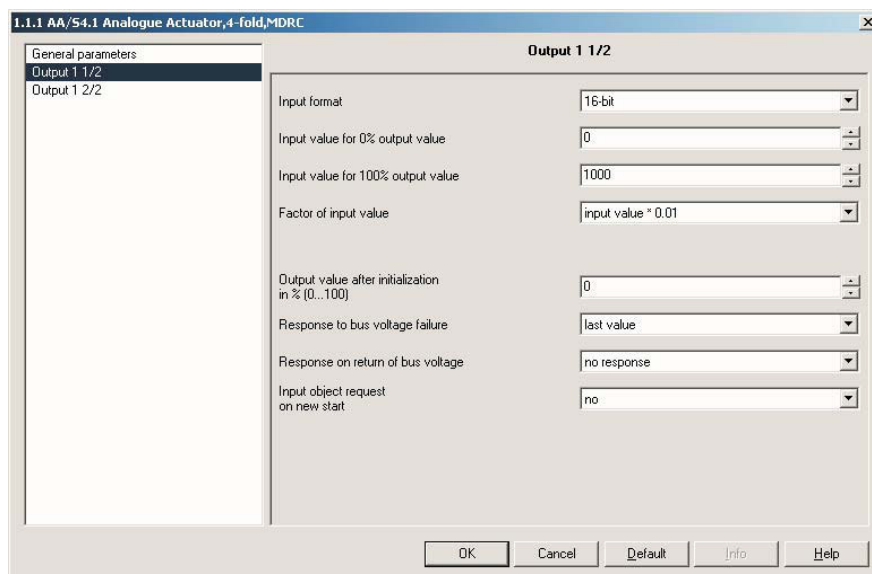 1.1.1 AA/S4.1 Analogue Actuator,4-fold,MDRC
General parameters
Output 1 1/2
Output 1 2/2
Output 1 1/2
Input format
16-bit
Input value for 0% output value
0
Input value for 100% output value
1000
Factor of input value
input value * 0.01
Output value after initialization
in % (0...100)
0
Response to bus voltage failure
last value
Response on return of bus voltage
no response
Input object request
on new start
no
OK
Cancel
Default
Info
Help